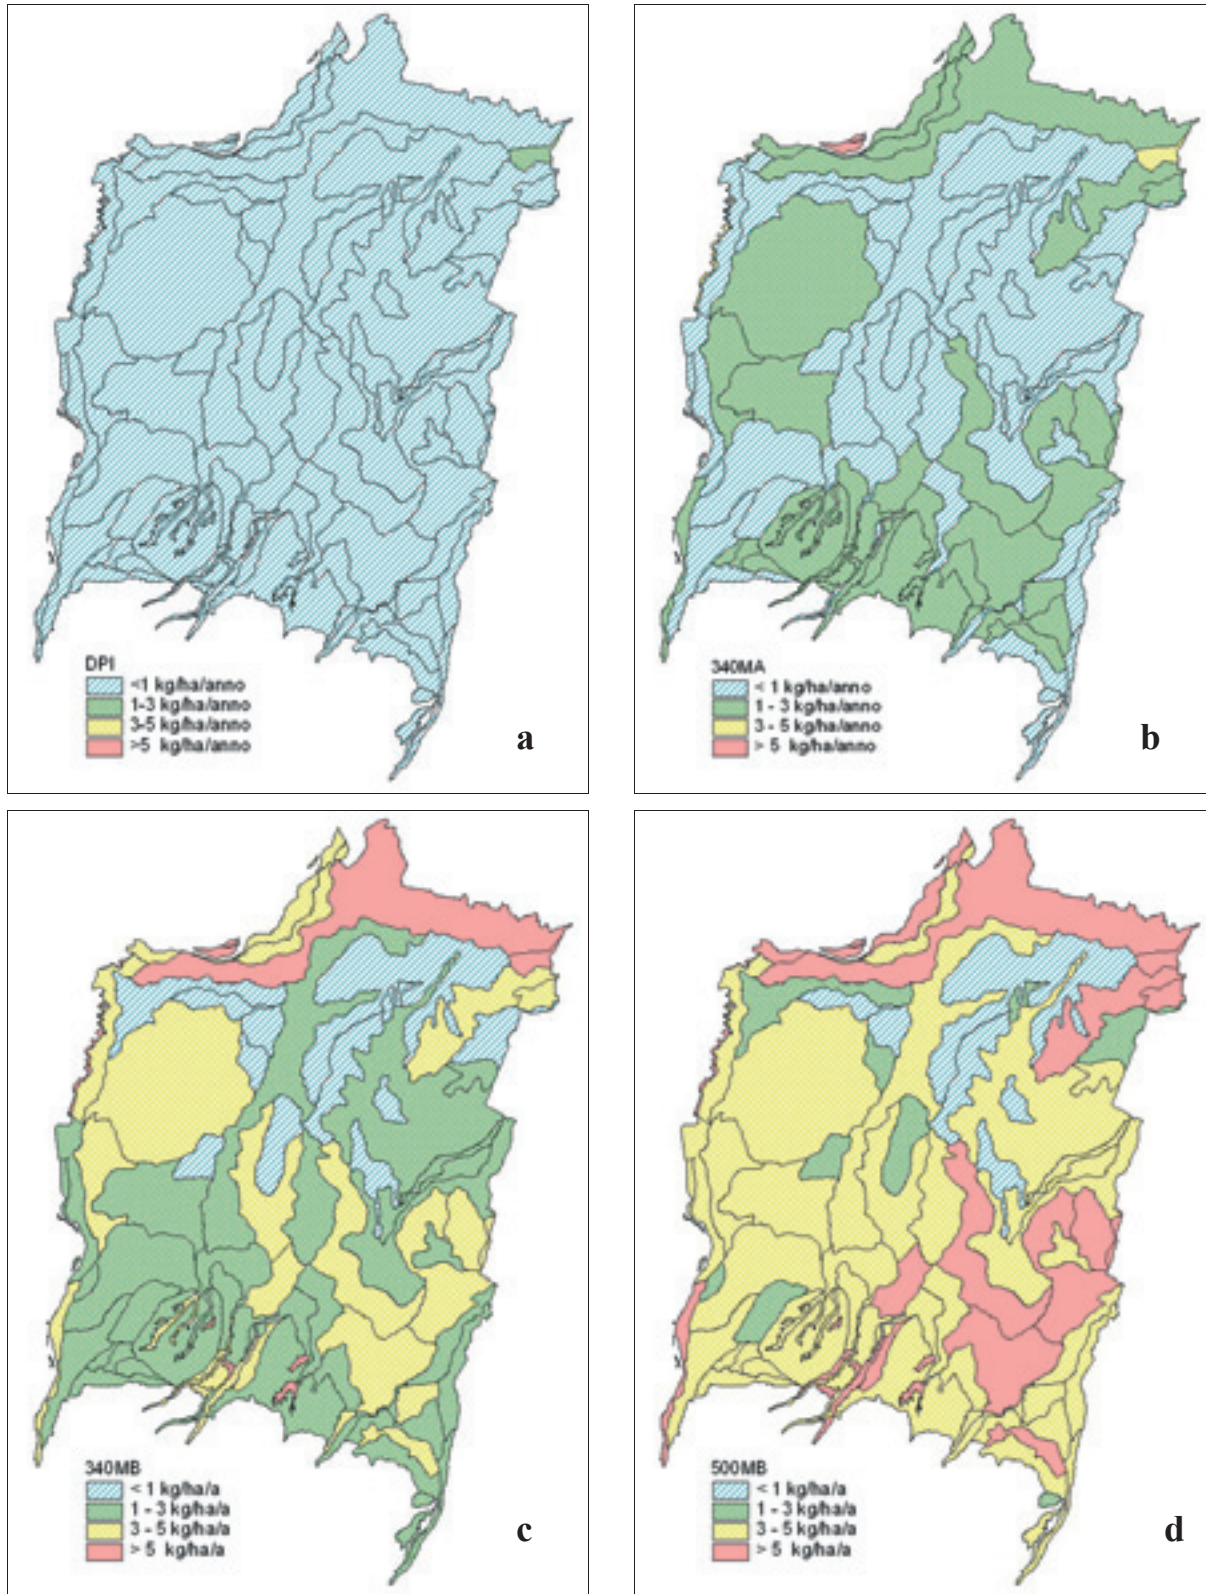 DPI
<1 kg/ha/anno
1-3 kg/ha/anno
3-5 kg/ha/anno
>5 kg/ha/anno
a
340MA
< 1 kg/ha/anno
1 - 3 kg/ha/anno
3 - 5 kg/ha/anno
> 5 kg/ha/anno
b
340MB
< 1 kg/ha/a
1 - 3 kg/ha/a
3 - 5 kg/ha/a
> 5 kg/ha/a
c
500MB
< 1 kg/ha/a
1 - 3 kg/ha/a
3 - 5 kg/ha/a
> 5 kg/ha/a
d